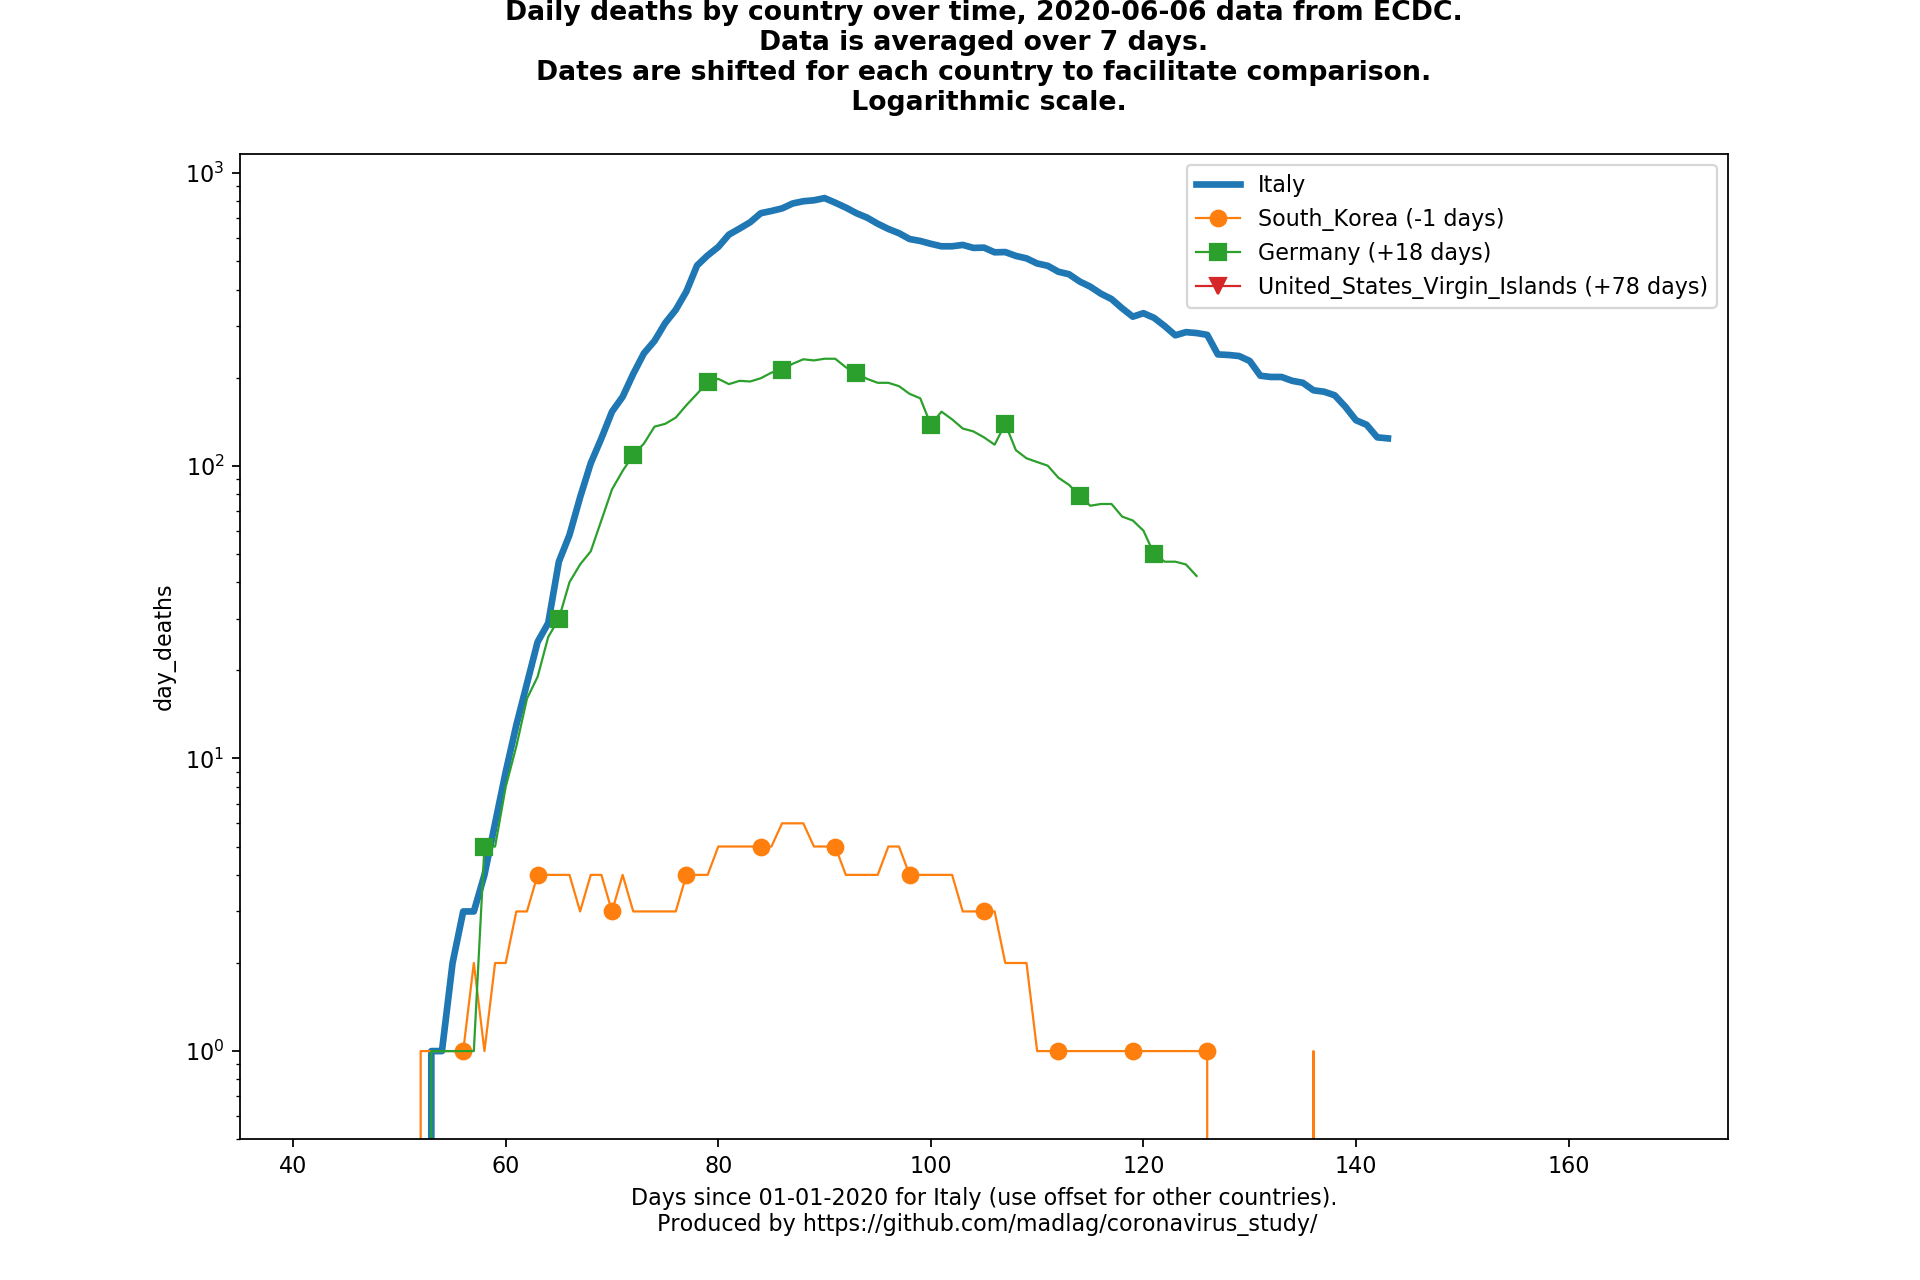 Daily deaths by country over time, 2020-06-06 data from ECDC.
Data is averaged over 7 days.
Dates are shifted for each country to facilitate comparison.
Logarithmic scale.
10³
10²
10¹
10⁰
day_deaths
Italy
South_Korea (-1 days)
Germany (+18 days)
United_States_Virgin_Islands (+78 days)
40 60 80 100 120 140 160
Days since 01-01-2020 for Italy (use offset for other countries).
Produced by https://github.com/madlag/coronavirus_study/